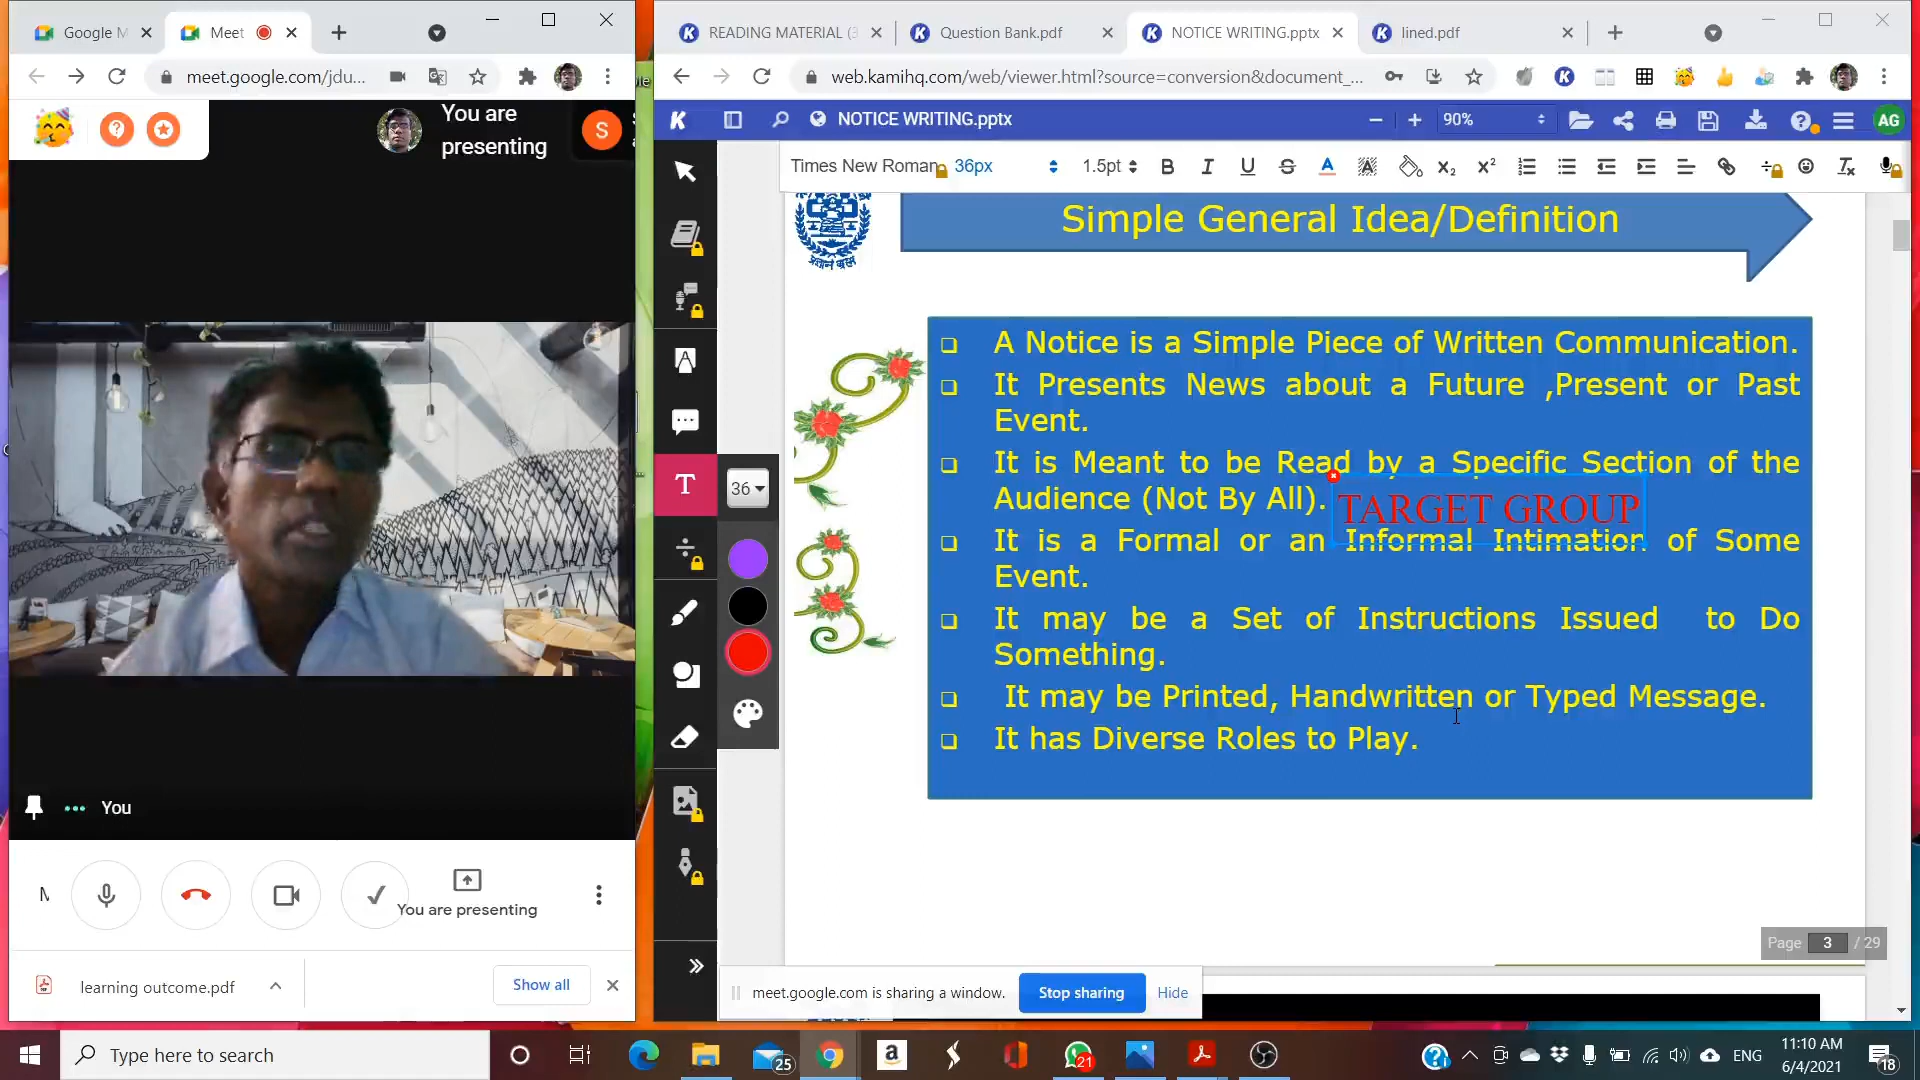 Google M
Meet
meet.google.com/jdu...
You are
presenting
S
You
You are presenting
learning outcome.pdf
Show all
READING MATERIAL (3
Question Bank.pdf
NOTICE WRITING.pptx
lined.pdf
web.kamihq.com/web/viewer.html?source=conversion&document_...
NOTICE WRITING.pptx
90%
AG
Times New Roman
36px
1.5pt
Simple General Idea/Definition
A Notice is a Simple Piece of Written Communication.
It Presents News about a Future ,Present or Past
Event.
It is Meant to be Read by a Specific Section of the
Audience (Not By All).
TARGET GROUP
It is a Formal or an Informal Intimation of Some
Event.
It may be a Set of Instructions Issued to Do
Something.
It may be Printed, Handwritten or Typed Message.
It has Diverse Roles to Play.
36
Page 3 / 29
meet.google.com is sharing a window.
Stop sharing
Hide
Type here to search
25
21
ENG
11:10 AM
6/4/2021
18